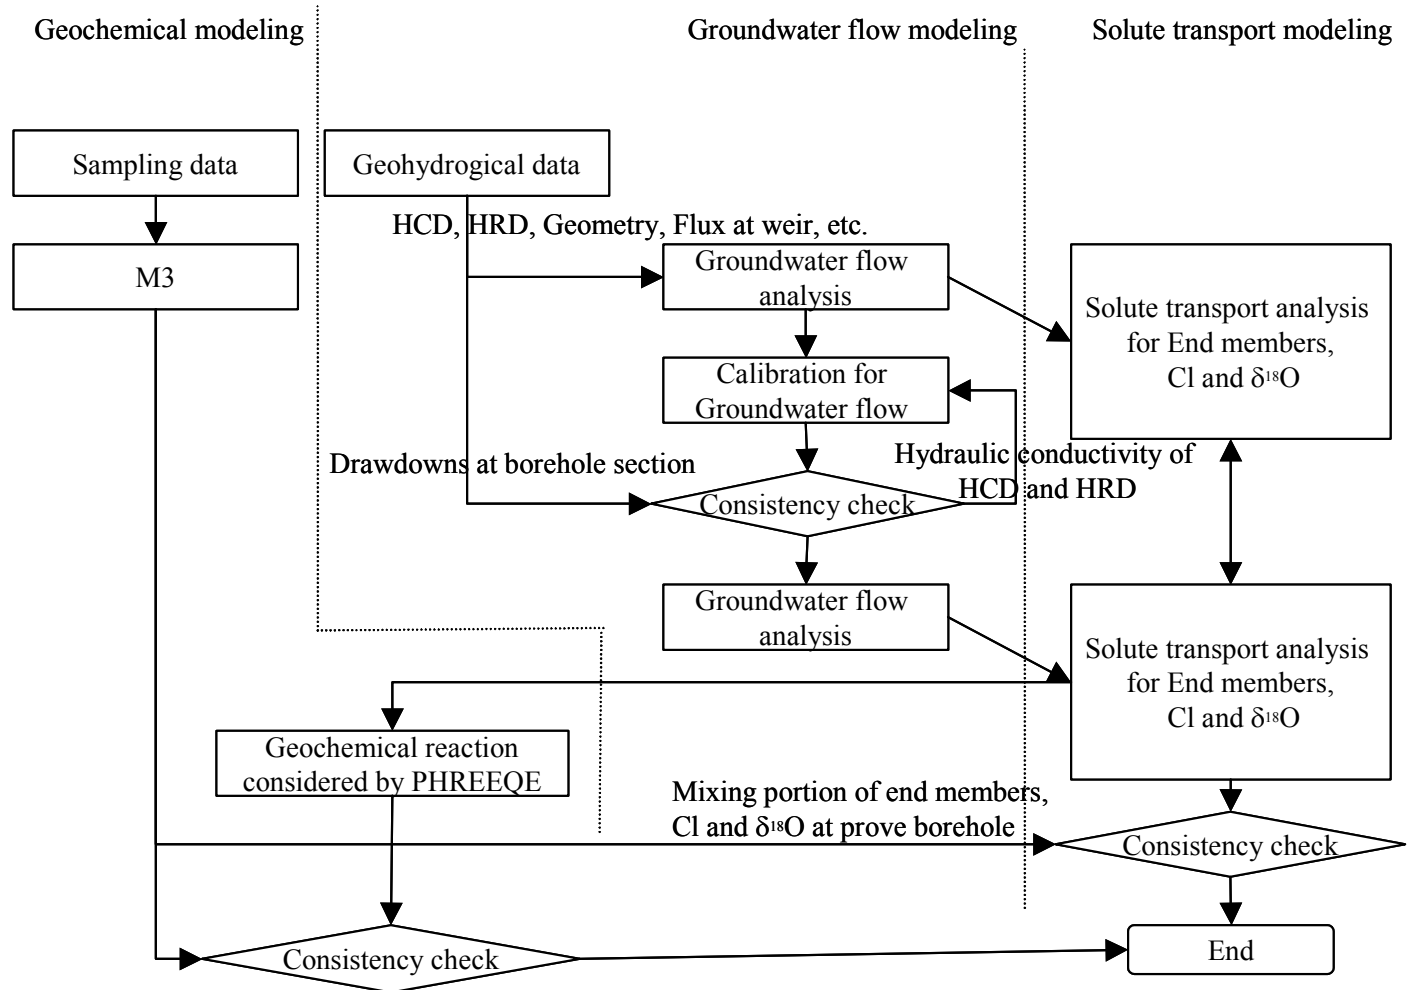 Geochemical modeling
Groundwater flow modeling
Solute transport modeling
Sampling data
Geohydrogical data
HCD, HRD, Geometry, Flux at weir, etc.
M3
Groundwater flow
analysis
Solute transport analysis
for End members,
Cl and δ¹⁸O
Calibration for
Groundwater flow
Drawdowns at borehole section
Hydraulic conductivity of
HCD and HRD
Consistency check
Groundwater flow
analysis
Solute transport analysis
for End members,
Cl and δ¹⁸O
Geochemical reaction
considered by PHREEQE
Mixing portion of end members,
Cl and δ¹⁸O at prove borehole
Consistency check
Consistency check
End